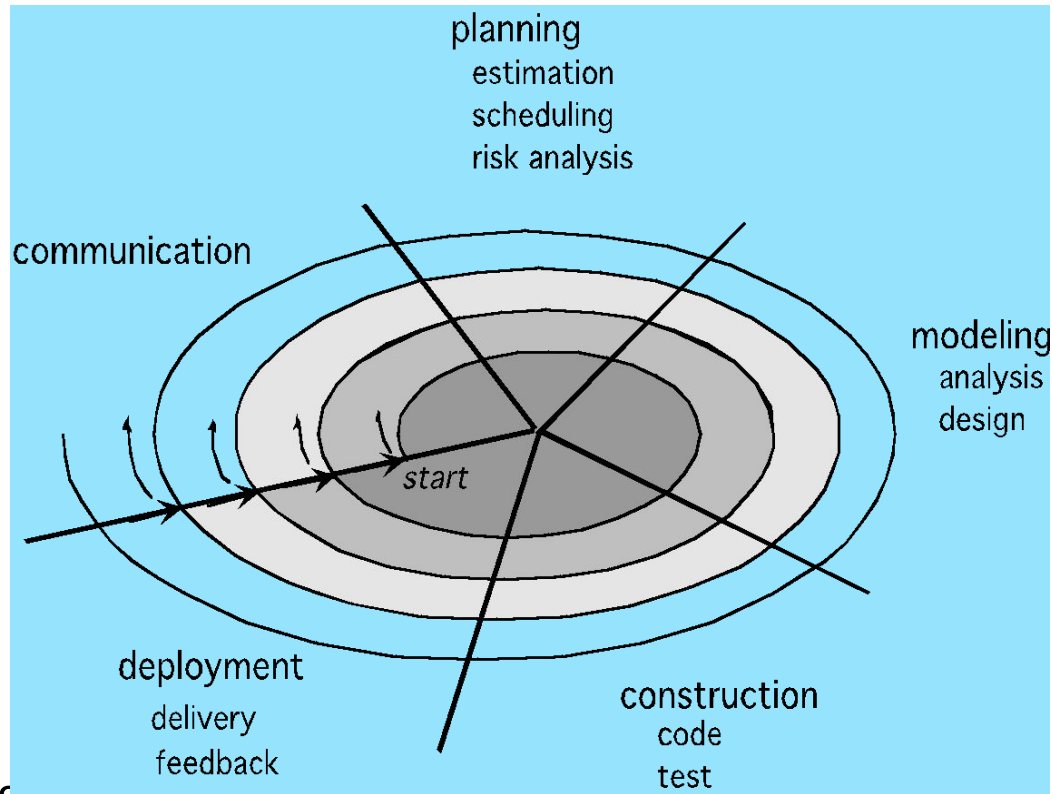 planning
estimation
scheduling
risk analysis
communication
modeling
analysis
design
start
deployment
delivery
feedback
construction
code
test